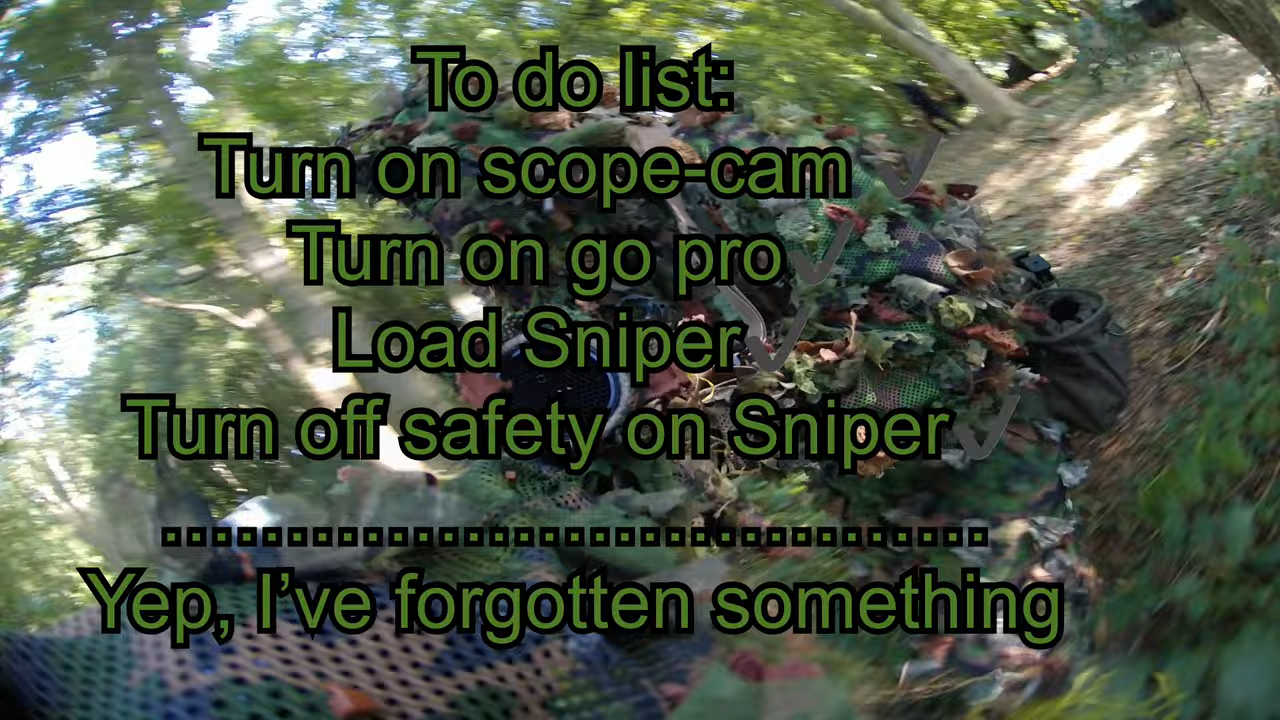 To do list:
Turn on scope-cam ✓
Turn on go pro ✓
Load Sniper ✓
Turn off safety on Sniper ✓
.................................
Yep, I’ve forgotten something